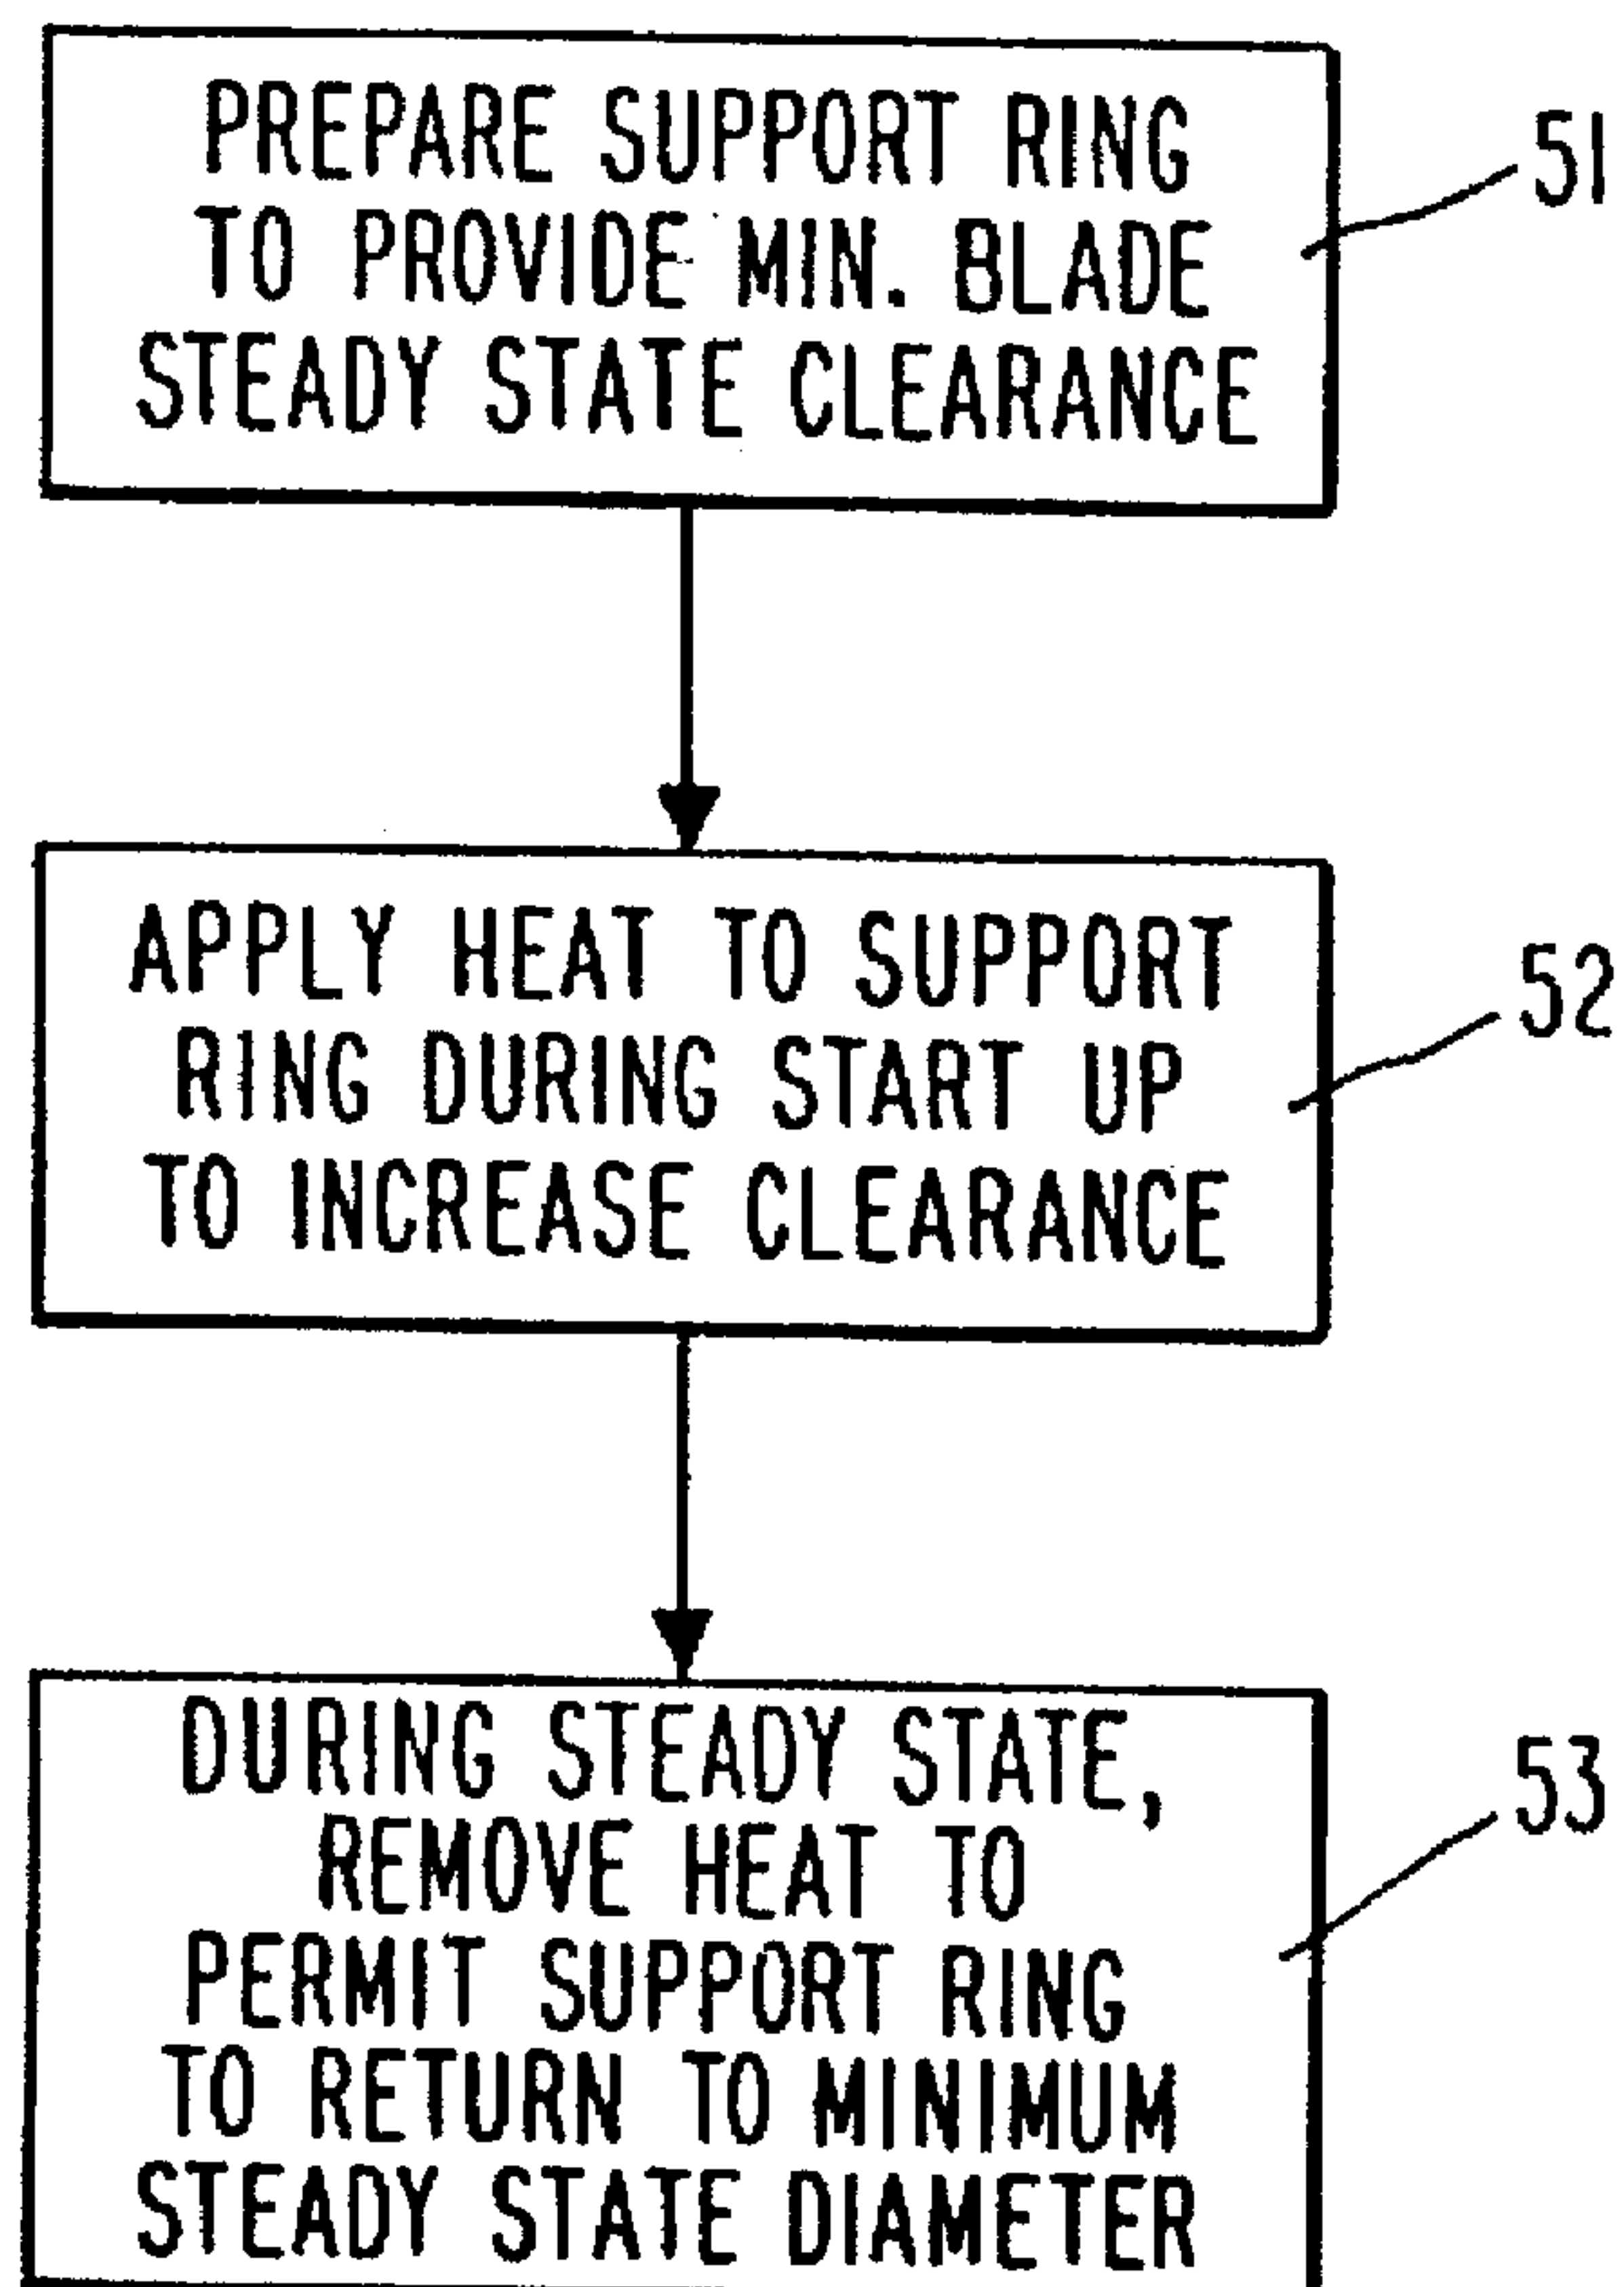 PREPARE SUPPORT RING
TO PROVIDE MIN. BLADE
STEADY STATE CLEARANCE
51
APPLY HEAT TO SUPPORT
RING DURING START UP
TO INCREASE CLEARANCE
52
DURING STEADY STATE,
REMOVE HEAT TO
PERMIT SUPPORT RING
TO RETURN TO MINIMUM
STEADY STATE DIAMETER
53